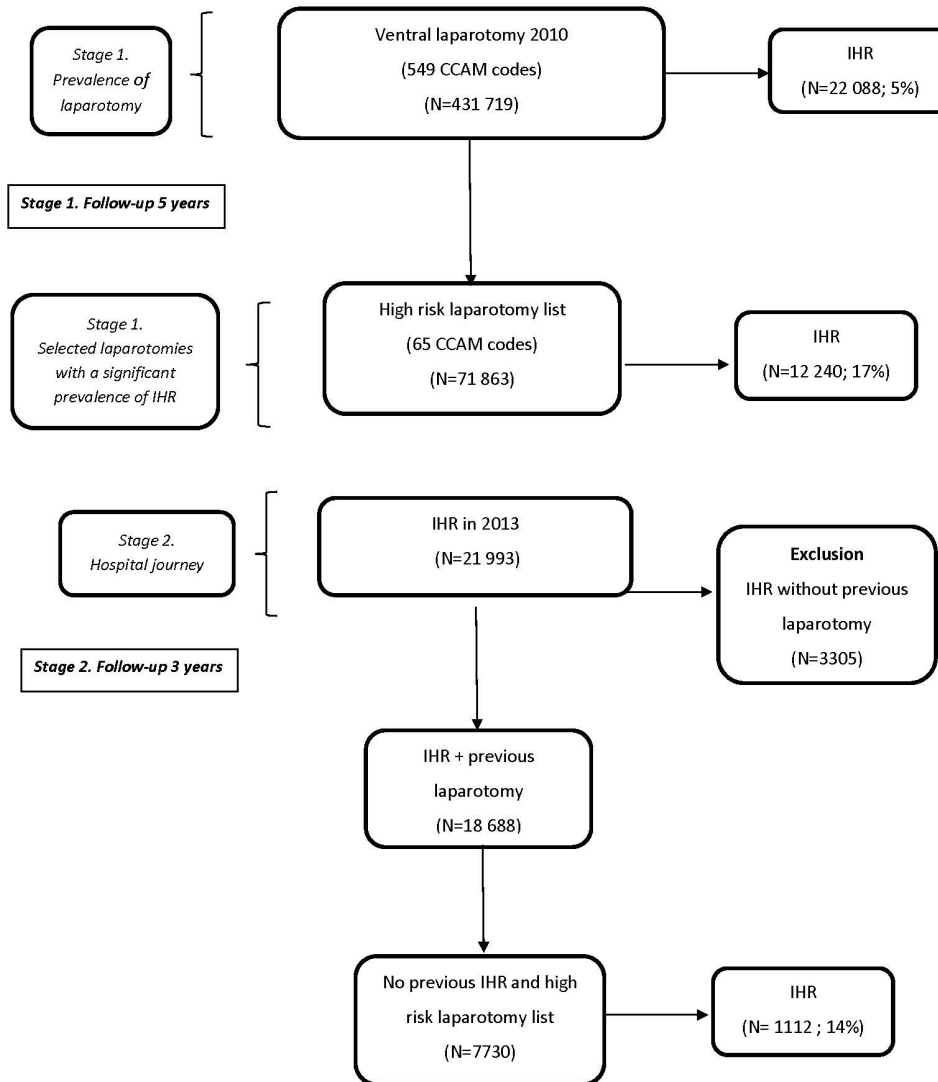 Stage 1.
Prevalence of
laparotomy
Ventral laparotomy 2010
(549 CCAM codes)
(N=431 719)
IHR
(N=22 088; 5%)
Stage 1. Follow-up 5 years
Stage 1.
Selected laparotomies
with a significant
prevalence of IHR
High risk laparotomy list
(65 CCAM codes)
(N=71 863)
IHR
(N=12 240; 17%)
Stage 2.
Hospital journey
IHR in 2013
(N=21 993)
Exclusion
IHR without previous
laparotomy
(N=3305)
Stage 2. Follow-up 3 years
IHR + previous
laparotomy
(N=18 688)
No previous IHR and high
risk laparotomy list
(N=7730)
IHR
(N= 1112 ; 14%)